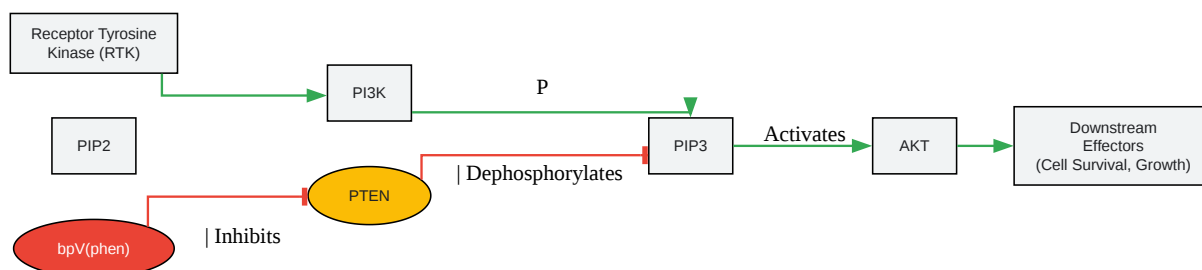 Receptor Tyrosine
Kinase (RTK)
PI3K
P
PIP2
PIP3
Activates
AKT
Downstream
Effectors
(Cell Survival, Growth)
| Dephosphorylates
PTEN
| Inhibits
bpV(phen)